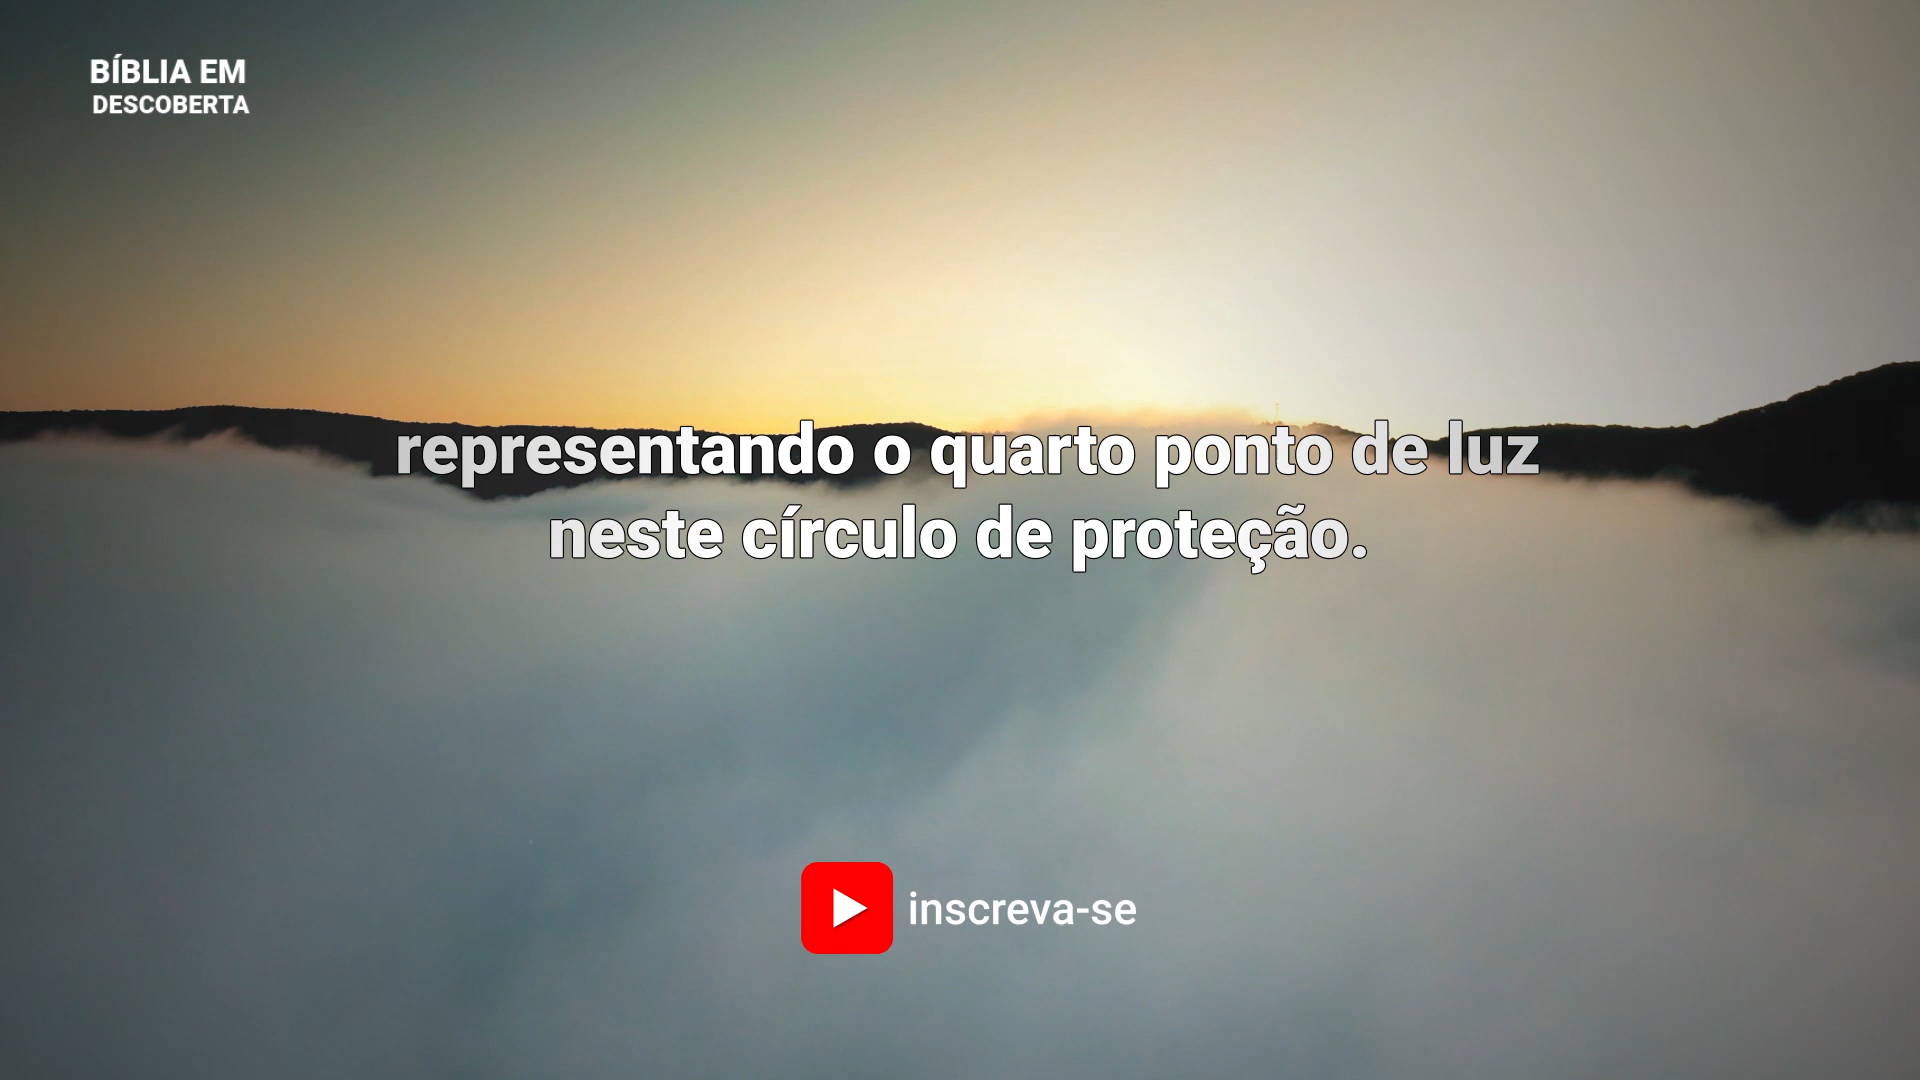 BÍBLIA EM
DESCOBERTA
representando o quarto ponto de luz
neste círculo de proteção.
inscreva-se